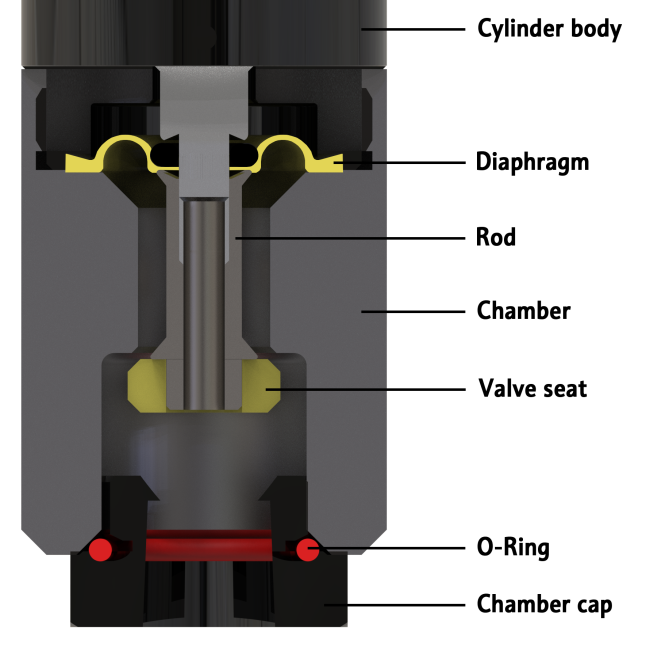 Cylinder body
Diaphragm
Rod
Chamber
Valve seat
O-Ring
Chamber cap